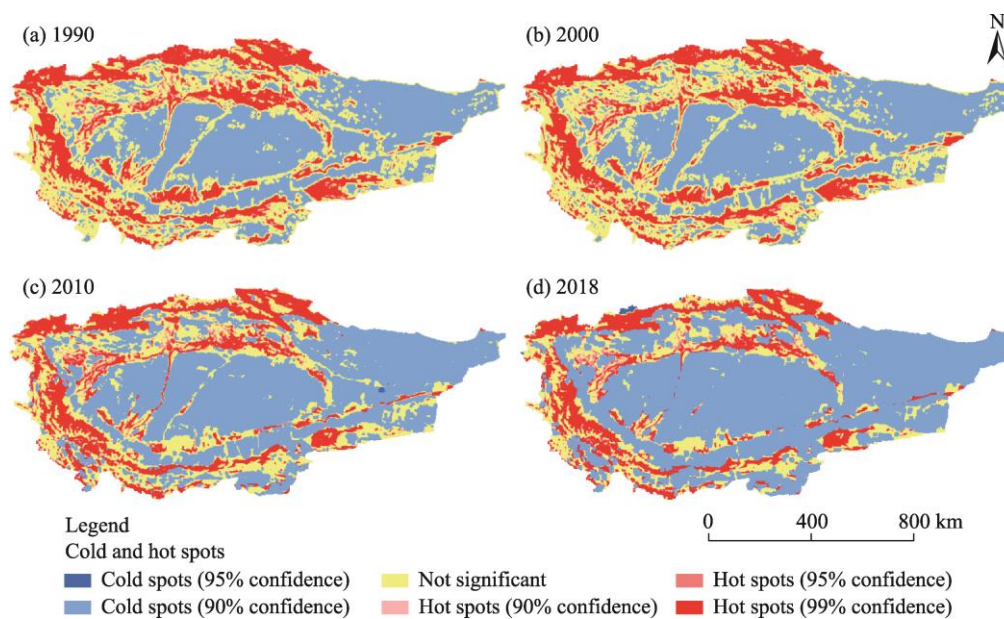 (a) 1990
(b) 2000
N
(c) 2010
(d) 2018
Legend
0 400 800 km
Cold and hot spots
Cold spots (95% confidence) Not significant Hot spots (95% confidence)
Cold spots (90% confidence) Hot spots (90% confidence) Hot spots (99% confidence)